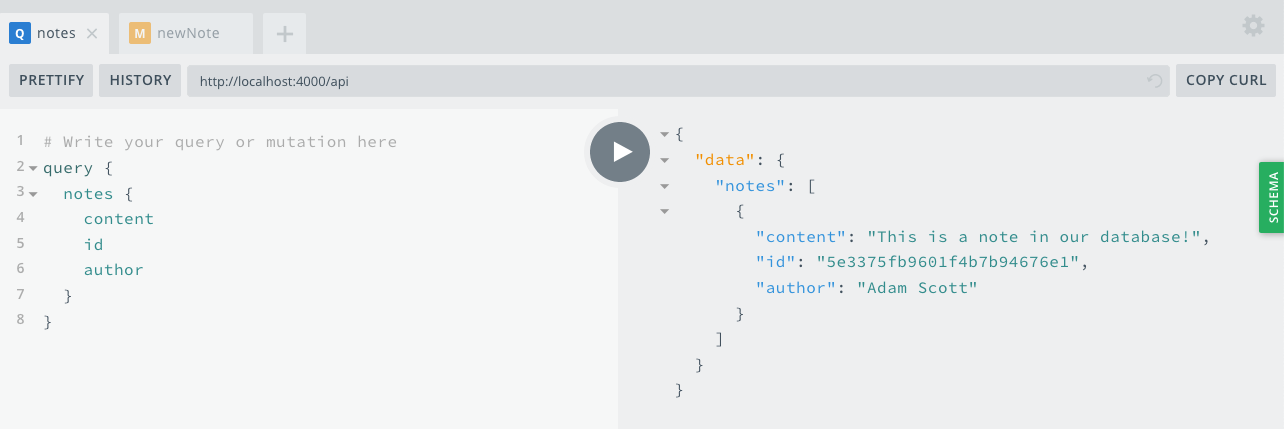 Q notes
M newNote
PRETTIFY HISTORY http://localhost:4000/api COPY CURL
1 # Write your query or mutation here
2 query {
3 notes {
4 content
5 id
6 author
7 }
8 }
{
"data": {
"notes": [
{
"content": "This is a note in our database!",
"id": "5e3375fb9601f4b7b94676e1",
"author": "Adam Scott"
}
]
}
}
SCHEMA